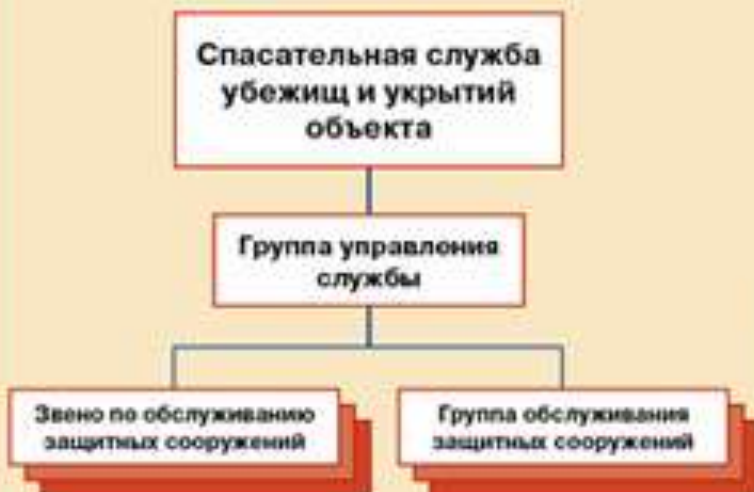 Спасательная служба
убежищ и укрытий
объекта
Группа управления
службы
Звено по обслуживанию
защитных сооружений
Группа обслуживания
защитных сооружений